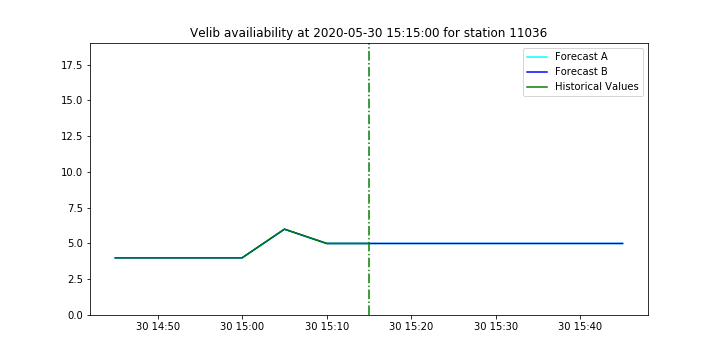 Velib availiability at 2020-05-30 15:15:00 for station 11036
Forecast A
Forecast B
Historical Values
17.5
15.0
12.5
10.0
7.5
5.0
2.5
0.0
30 14:50 30 15:00 30 15:10 30 15:20 30 15:30 30 15:40